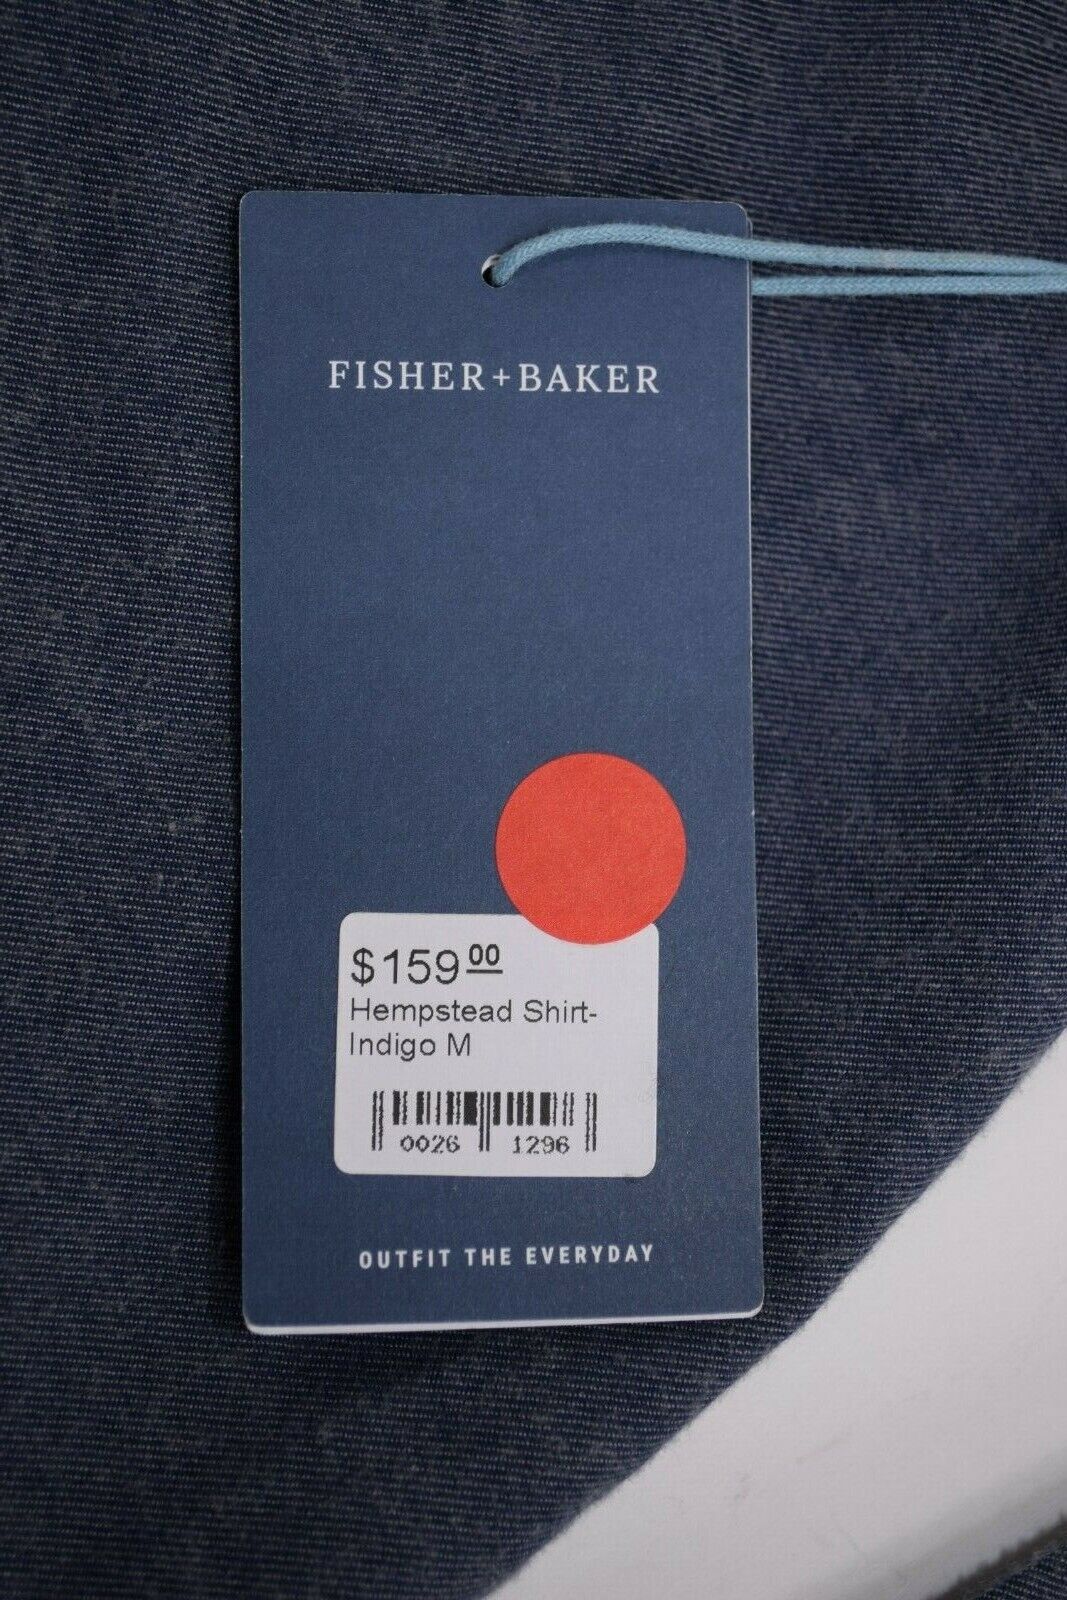 FISHER+BAKER
$159.00
Hempstead Shirt-
Indigo M
0026 1296
OUTFIT THE EVERYDAY